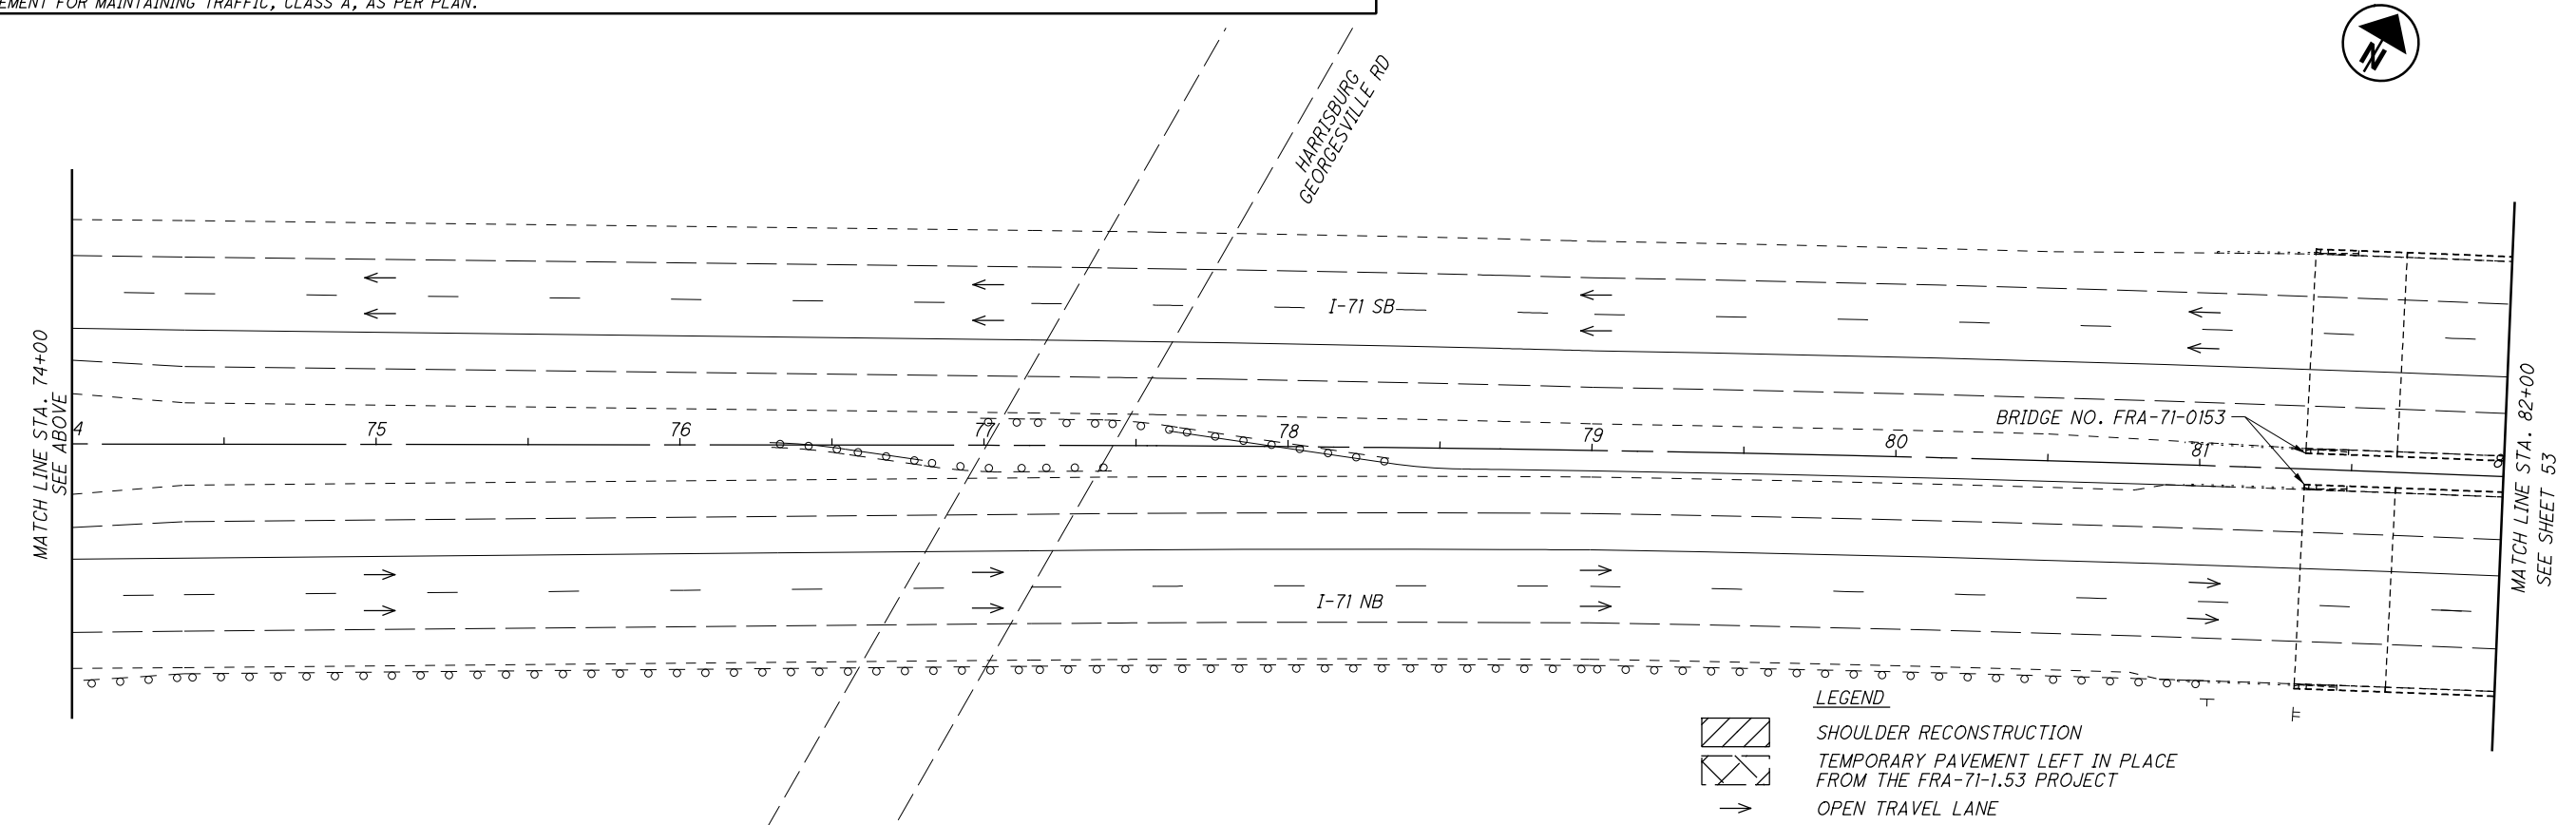 EMENT FOR MAINTAINING TRAFFIC, CLASS A, AS PER PLAN.
N
HARRISBURG
GEORGESVILLE RD
MATCH LINE STA. 74+00
SEE ABOVE
4
75
76
77
78
79
80
81
8
I-71 SB
BRIDGE NO. FRA-71-0153
I-71 NB
MATCH LINE STA. 82+00
SEE SHEET 53
LEGEND
SHOULDER RECONSTRUCTION
TEMPORARY PAVEMENT LEFT IN PLACE
FROM THE FRA-71-1.53 PROJECT
OPEN TRAVEL LANE